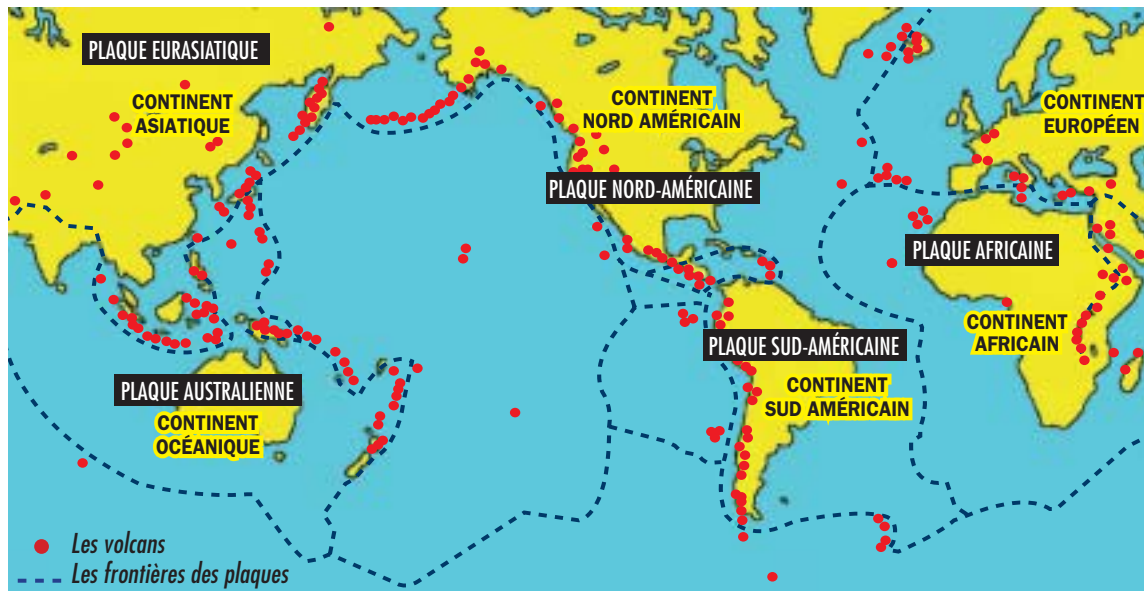 PLAQUE EURASIATIQUE
CONTINENT
ASIATIQUE
CONTINENT
NORD AMÉRICAIN
CONTINENT
EUROPÉEN
PLAQUE NORD-AMÉRICAINE
PLAQUE AFRICAINE
CONTINENT
AFRICAIN
PLAQUE SUD-AMÉRICAINE
CONTINENT
SUD AMÉRICAIN
PLAQUE AUSTRALIENNE
CONTINENT
OCÉANIQUE
Les volcans
Les frontières des plaques